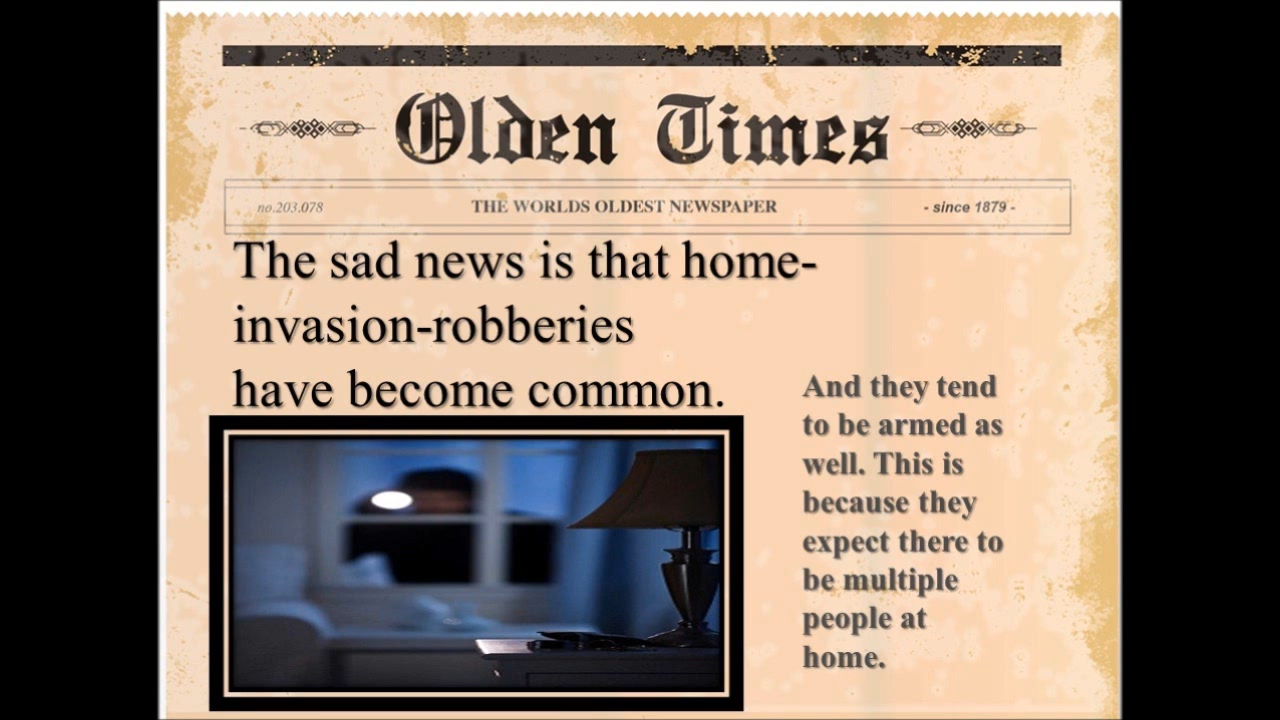 Olden Times
no.203.078
THE WORLDS OLDEST NEWSPAPER
- since 1879 -
The sad news is that home-
invasion-robberies
have become common.
And they tend
to be armed as
well. This is
because they
expect there to
be multiple
people at
home.